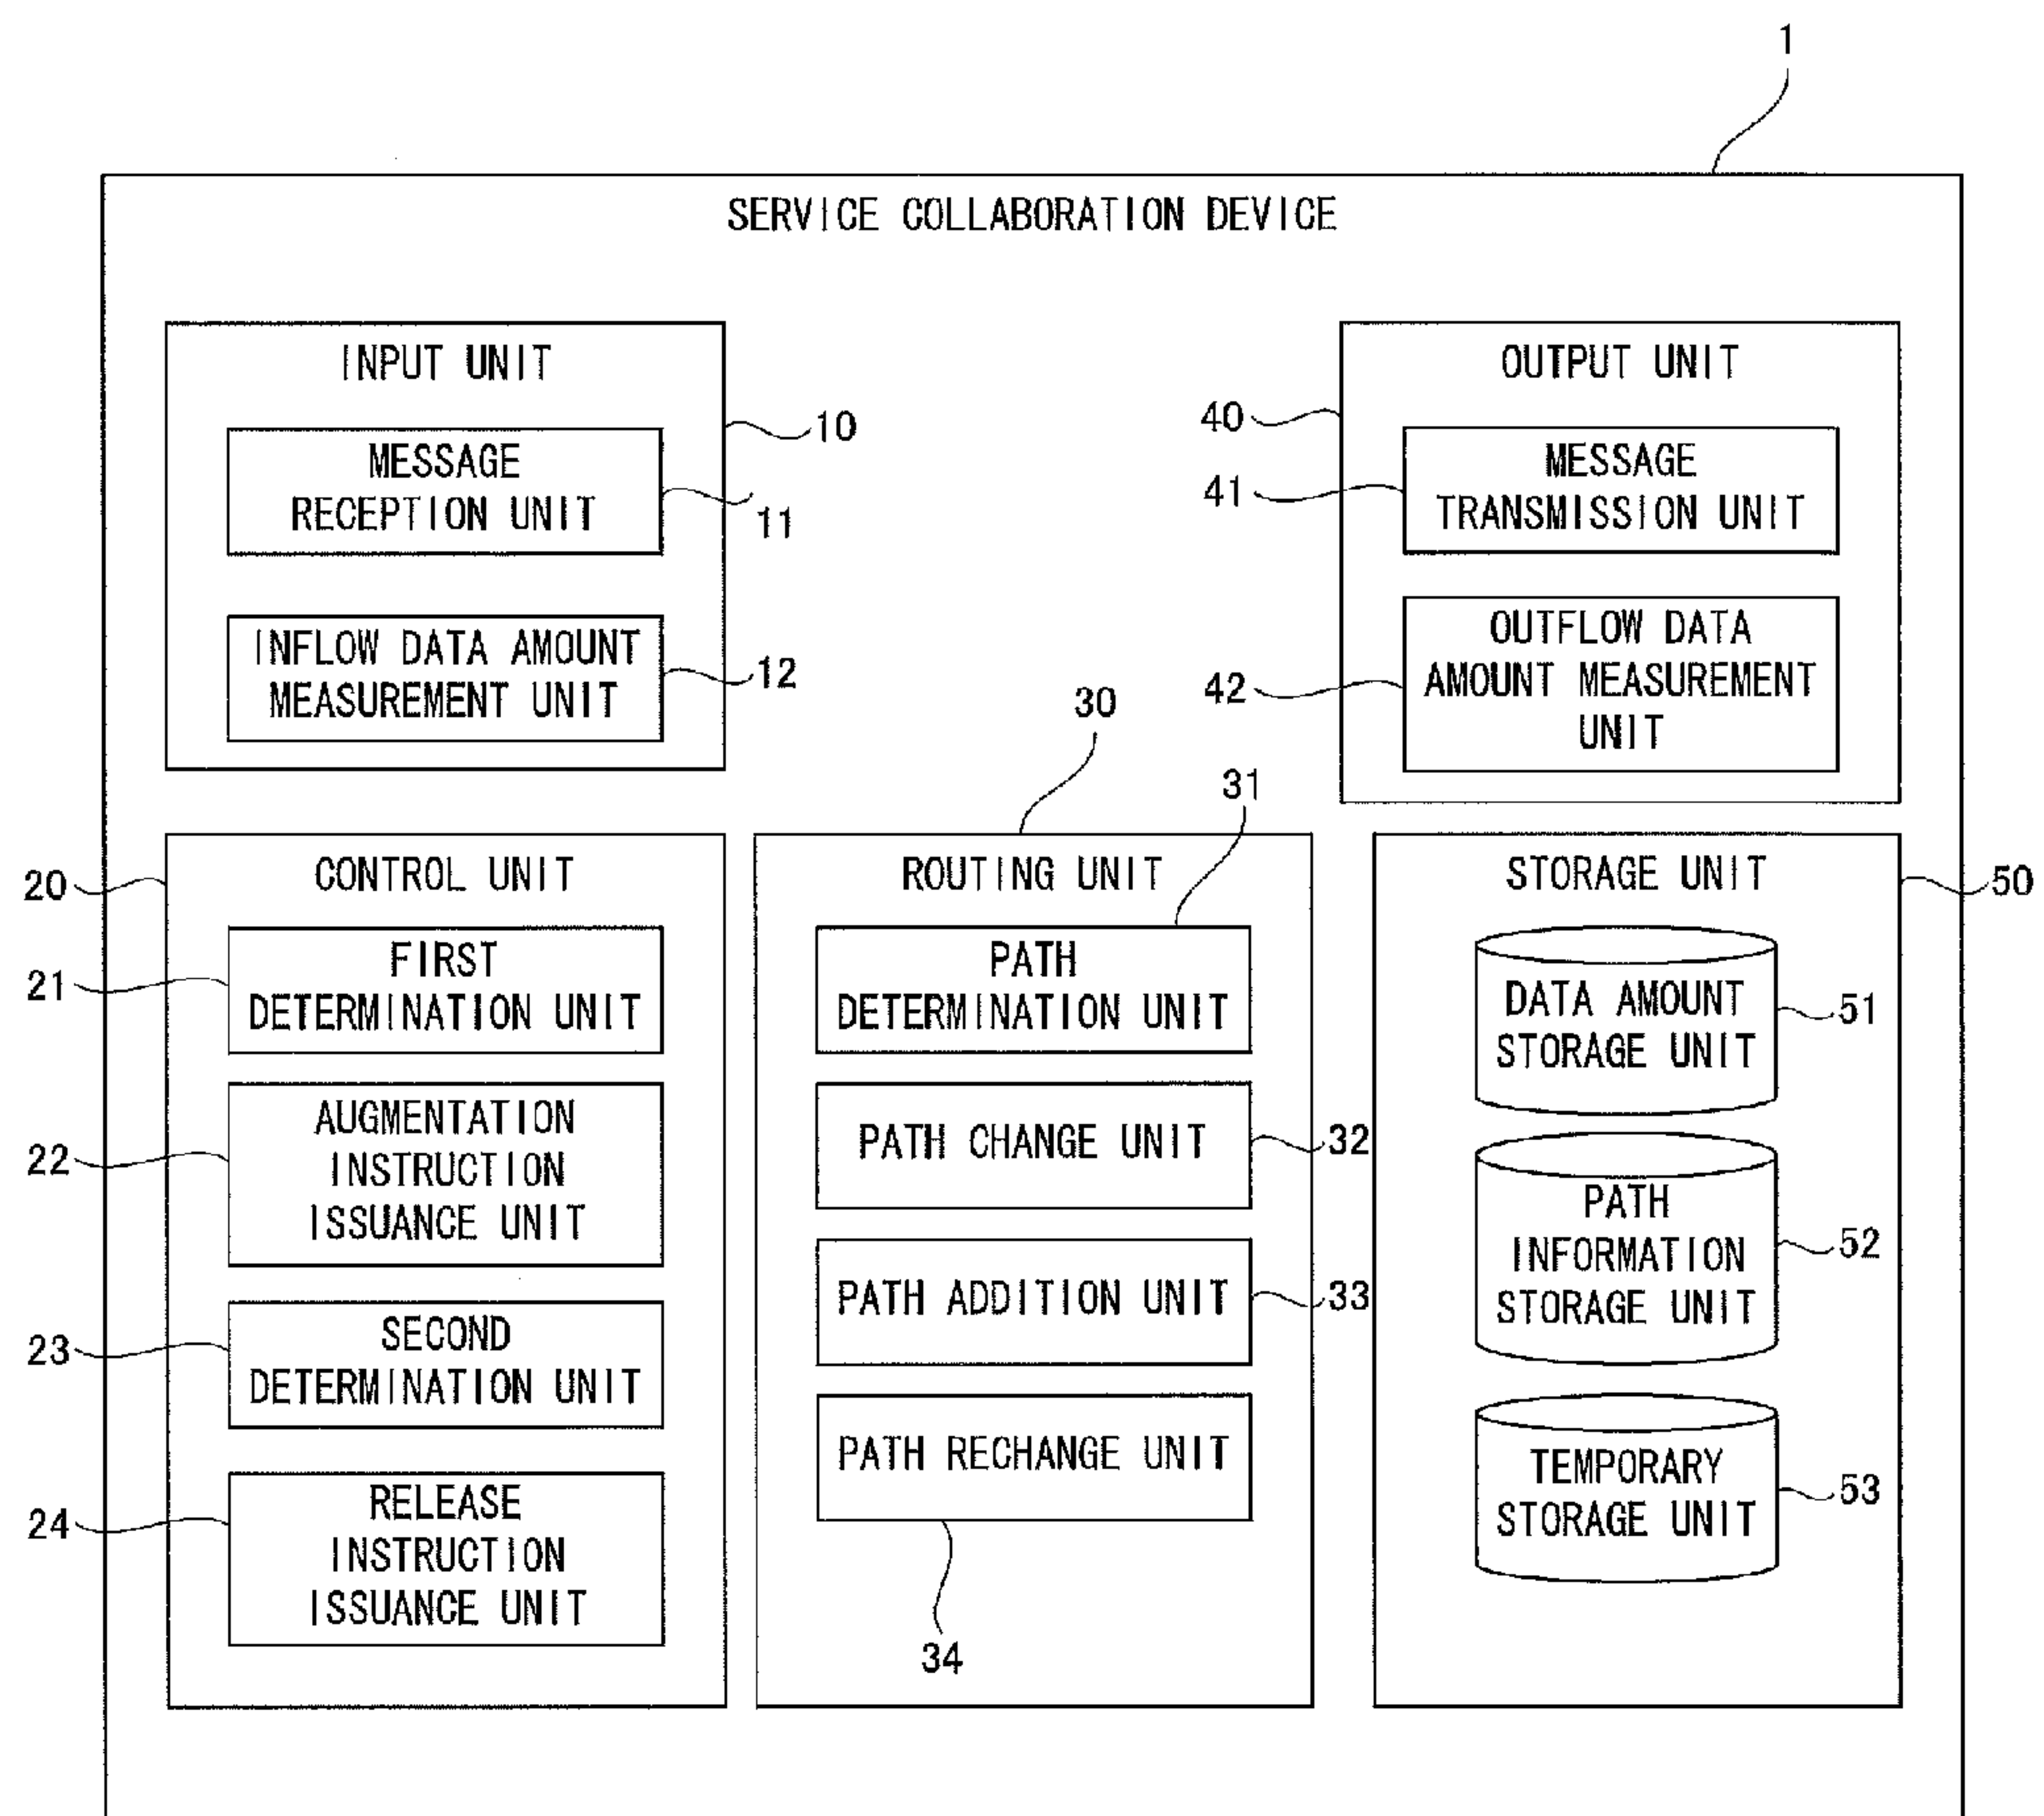 1
SERVICE COLLABORATION DEVICE
INPUT UNIT
10
MESSAGE
RECEPTION UNIT
11
INFLOW DATA AMOUNT
MEASUREMENT UNIT
12
OUTPUT UNIT
40
MESSAGE
TRANSMISSION UNIT
41
OUTFLOW DATA
AMOUNT MEASUREMENT
UNIT
42
CONTROL UNIT
20
FIRST
DETERMINATION UNIT
21
AUGMENTATION
INSTRUCTION
ISSUANCE UNIT
22
SECOND
DETERMINATION UNIT
23
RELEASE
INSTRUCTION
ISSUANCE UNIT
24
30
ROUTING UNIT
31
PATH
DETERMINATION UNIT
PATH CHANGE UNIT
32
PATH ADDITION UNIT
33
PATH RECHANGE UNIT
34
STORAGE UNIT
50
DATA AMOUNT
STORAGE UNIT
51
PATH
INFORMATION
STORAGE UNIT
52
TEMPORARY
STORAGE UNIT
53